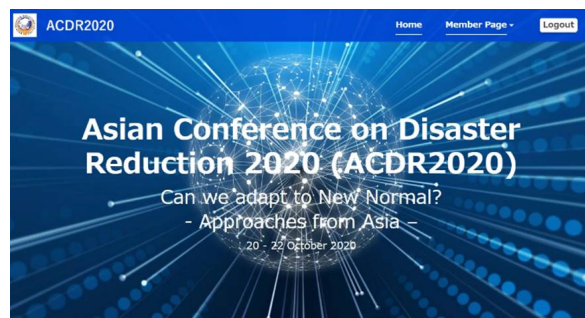 ACDR2020
Home
Member Page
Logout
Asian Conference on Disaster
Reduction 2020 (ACDR2020)
Can we adapt to New Normal?
- Approaches from Asia –
20 - 22 October 2020